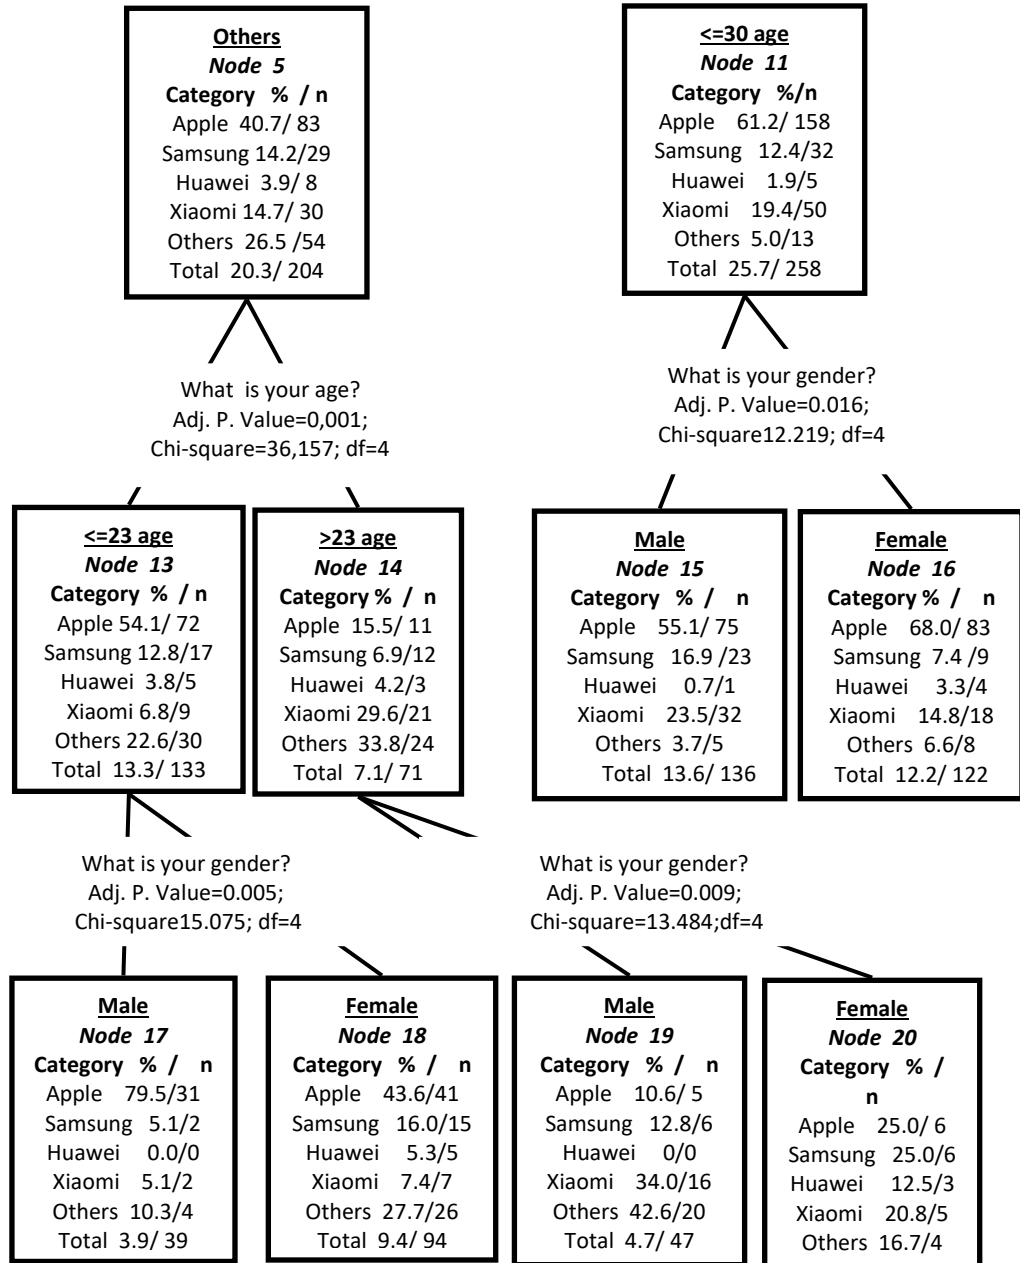 Others
Node 5
Category % / n
Apple 40.7/ 83
Samsung 14.2/29
Huawei 3.9/ 8
Xiaomi 14.7/ 30
Others 26.5 /54
Total 20.3/ 204
<=30 age
Node 11
Category %/n
Apple 61.2/ 158
Samsung 12.4/32
Huawei 1.9/5
Xiaomi 19.4/50
Others 5.0/13
Total 25.7/ 258
What is your age?
Adj. P. Value=0,001;
Chi-square=36,157; df=4
What is your gender?
Adj. P. Value=0.016;
Chi-square12.219; df=4
<=23 age
Node 13
Category % / n
Apple 54.1/ 72
Samsung 12.8/17
Huawei 3.8/5
Xiaomi 6.8/9
Others 22.6/30
Total 13.3/ 133
>23 age
Node 14
Category % / n
Apple 15.5/ 11
Samsung 6.9/12
Huawei 4.2/3
Xiaomi 29.6/21
Others 33.8/24
Total 7.1/ 71
Male
Node 15
Category % / n
Apple 55.1/ 75
Samsung 16.9 /23
Huawei 0.7/1
Xiaomi 23.5/32
Others 3.7/5
Total 13.6/ 136
Female
Node 16
Category % / n
Apple 68.0/ 83
Samsung 7.4 /9
Huawei 3.3/4
Xiaomi 14.8/18
Others 6.6/8
Total 12.2/ 122
What is your gender?
Adj. P. Value=0.005;
Chi-square15.075; df=4
What is your gender?
Adj. P. Value=0.009;
Chi-square=13.484;df=4
Male
Node 17
Category % / n
Apple 79.5/31
Samsung 5.1/2
Huawei 0.0/0
Xiaomi 5.1/2
Others 10.3/4
Total 3.9/ 39
Female
Node 18
Category % / n
Apple 43.6/41
Samsung 16.0/15
Huawei 5.3/5
Xiaomi 7.4/7
Others 27.7/26
Total 9.4/ 94
Male
Node 19
Category % / n
Apple 10.6/ 5
Samsung 12.8/6
Huawei 0/0
Xiaomi 34.0/16
Others 42.6/20
Total 4.7/ 47
Female
Node 20
Category % /
n
Apple 25.0/ 6
Samsung 25.0/6
Huawei 12.5/3
Xiaomi 20.8/5
Others 16.7/4